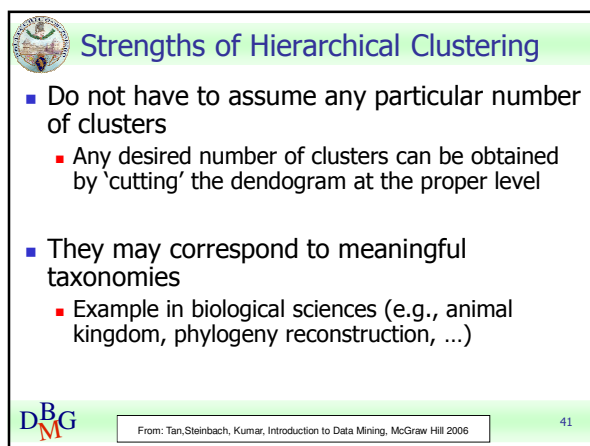 Strengths of Hierarchical Clustering
Do not have to assume any particular number
of clusters
Any desired number of clusters can be obtained
by ‘cutting’ the dendogram at the proper level
They may correspond to meaningful
taxonomies
Example in biological sciences (e.g., animal
kingdom, phylogeny reconstruction, …)
DBMG
From: Tan,Steinbach, Kumar, Introduction to Data Mining, McGraw Hill 2006
41